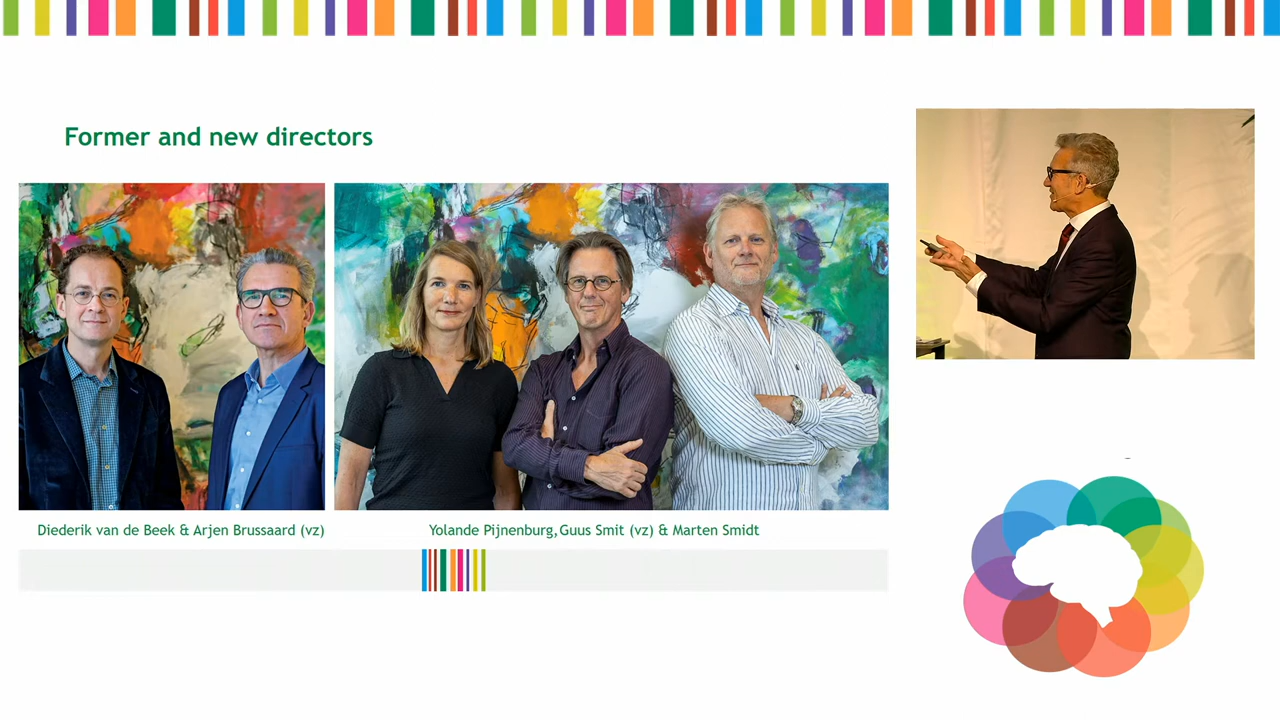 Former and new directors
Diederik van de Beek & Arjen Brussaard (vz)
Yolande Pijnenburg, Guus Smit (vz) & Marten Smidt